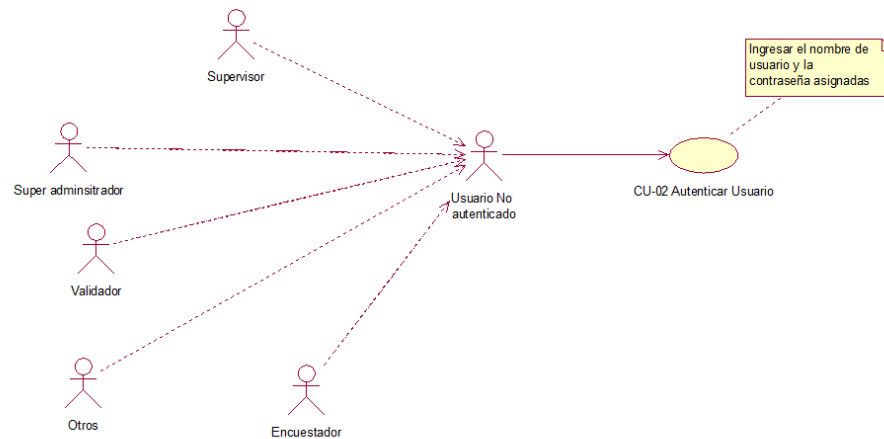 Ingresar el nombre de
usuario y la
contraseña asignadas
Supervisor
Super adminsitrador
Usuario No
autenticado
CU-02 Autenticar Usuario
Validador
Otros
Encuestador